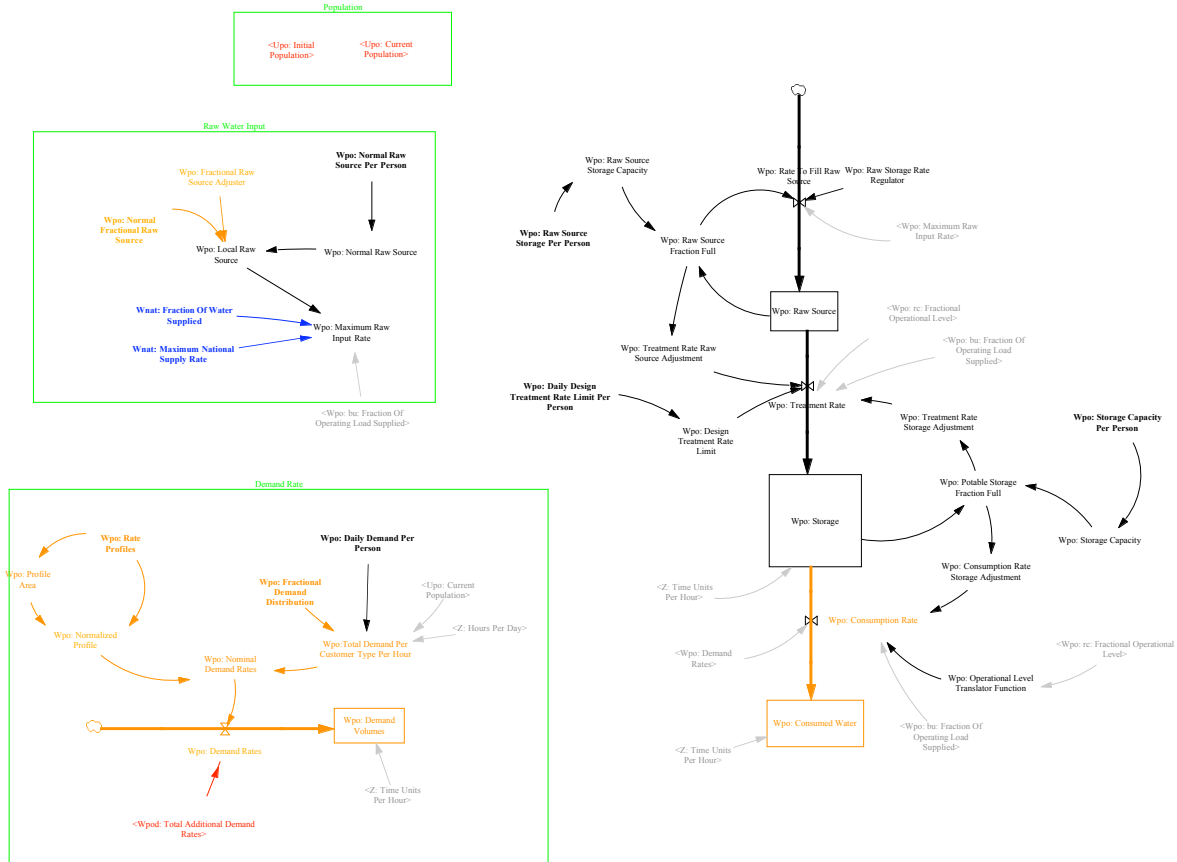 Population
<Upo: Initial
Population>
<Upo: Current
Population>
Raw Water Input
Wpo: Normal Raw
Source Per Person
Wpo: Fractional Raw
Source Adjuster
Wpo: Normal
Fractional Raw
Source
Wpo: Local Raw
Source
Wpo: Normal Raw Source
Wnat: Fraction Of Water
Supplied
Wpo: Maximum Raw
Input Rate
Wnat: Maximum National
Supply Rate
<Wpo: bu: Fraction Of
Operating Load Supplied>
Wpo: Raw Source
Storage Capacity
Wpo: Rate To Fill Raw
Source
Wpo: Raw Storage Rate
Regulator
Wpo: Raw Source
Storage Per Person
Wpo: Raw Source
Fraction Full
<Wpo: Maximum Raw
Input Rate>
Wpo: Raw Source
<Wpo: rc: Fractional
Operational Level>
Wpo: Treatment Rate Raw
Source Adjustment
<Wpo: bu: Fraction Of
Operating Load
Supplied>
Wpo: Daily Design
Treatment Rate Limit Per
Person
Wpo: Treatment Rate
Wpo: Design
Treatment Rate
Limit
Wpo: Treatment Rate
Storage Adjustment
Wpo: Storage Capacity
Per Person
Wpo: Potable Storage
Fraction Full
Wpo: Storage
Wpo: Storage Capacity
Wpo: Consumption Rate
Storage Adjustment
<Z: Time Units
Per Hour>
Wpo: Consumption Rate
<Wpo: Demand
Rates>
<Wpo: rc: Fractional Operational
Level>
Wpo: Operational Level
Translator Function
Wpo: Consumed Water
<Wpo: bu: Fraction Of
Operating Load
Supplied>
<Z: Time Units
Per Hour>
Demand Rate
Wpo: Rate
Profiles
Wpo: Daily Demand Per
Person
Wpo: Profile
Area
Wpo: Fractional
Demand
Distribution
<Upo: Current
Population>
<Z: Hours Per Day>
Wpo: Normalized
Profile
Wpo:Total Demand Per
Customer Type Per Hour
Wpo: Nominal
Demand Rates
Wpo: Demand
Volumes
Wpo: Demand Rates
<Z: Time Units
Per Hour>
<Wpod: Total Additional Demand
Rates>